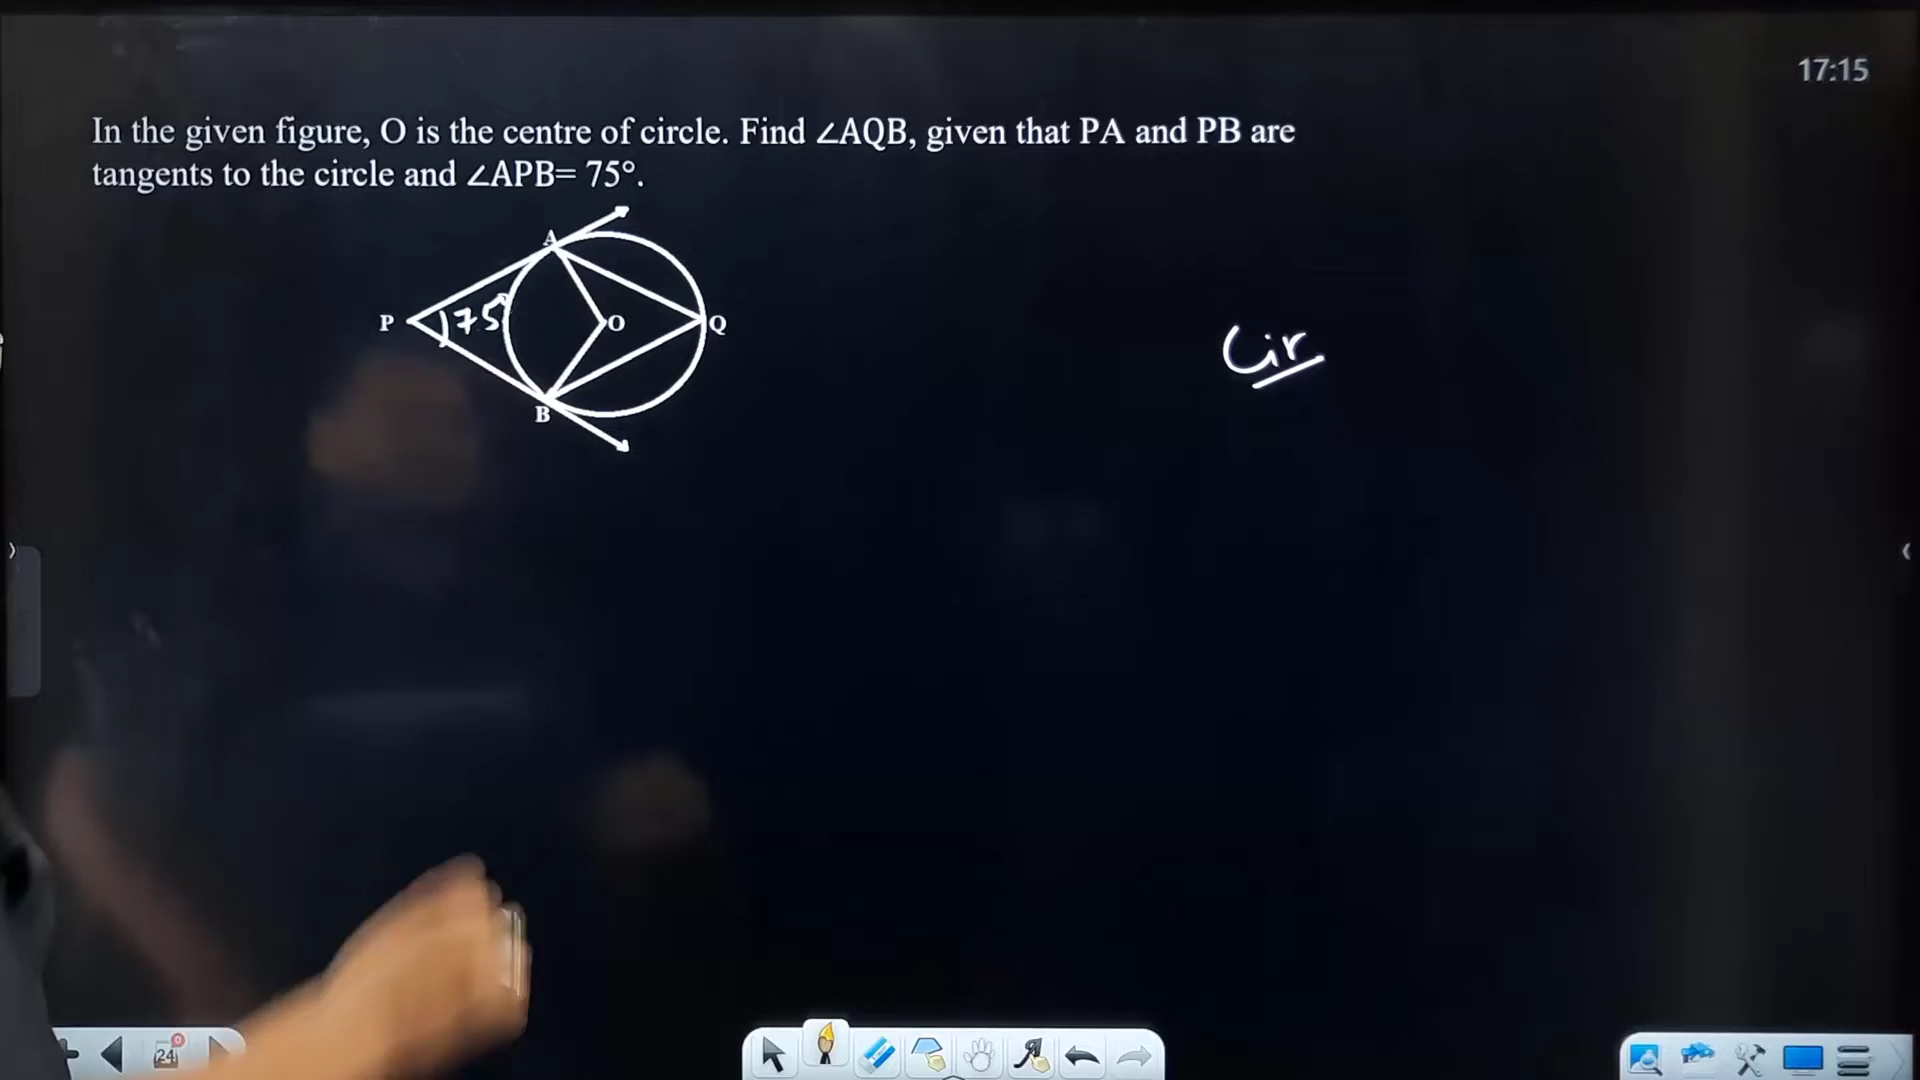 17:15
In the given figure, O is the centre of circle. Find ∠AQB, given that PA and PB are
tangents to the circle and ∠APB= 75°.
A
P
75°
O
Q
B
Cir
24
0